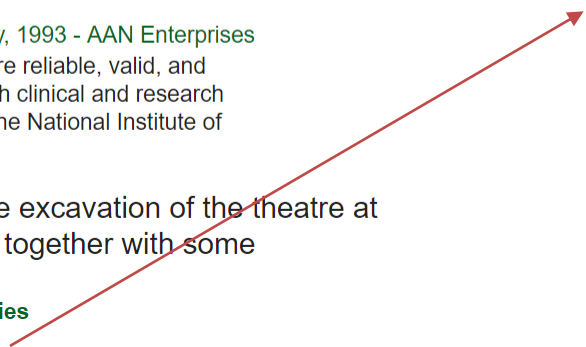 , 1993 - AAN Enterprises
re reliable, valid, and
h clinical and research
ne National Institute of
e excavation of the theatre at
together with some
ies